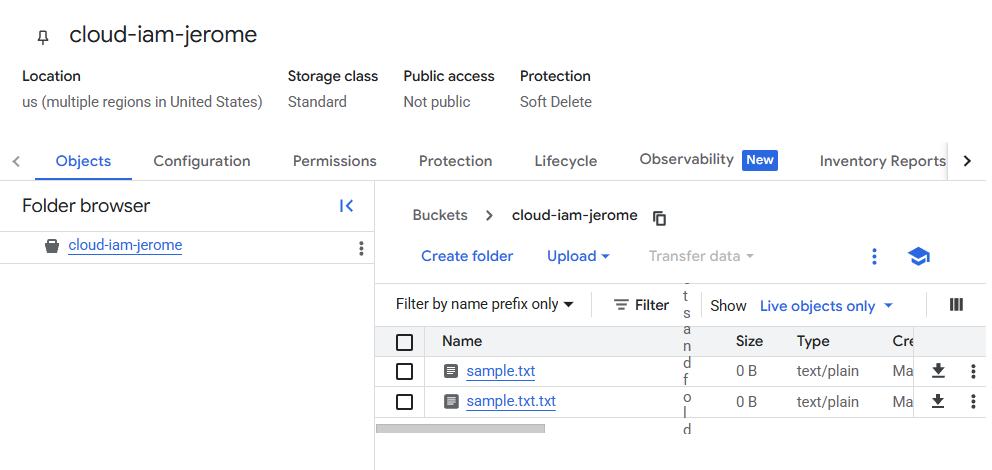 cloud-iam-jerome
Location Storage class Public access Protection
us (multiple regions in United States) Standard Not public Soft Delete
Objects Configuration Permissions Protection Lifecycle Observability New Inventory Reports
Folder browser
cloud-iam-jerome
Buckets cloud-iam-jerome
Create folder Upload Transfer data
Filter by name prefix only Filter Show Live objects only
t
s
a
n
d
f
o
l
d
Name Size Type Cre
sample.txt 0 B text/plain Ma
sample.txt.txt 0 B text/plain Ma